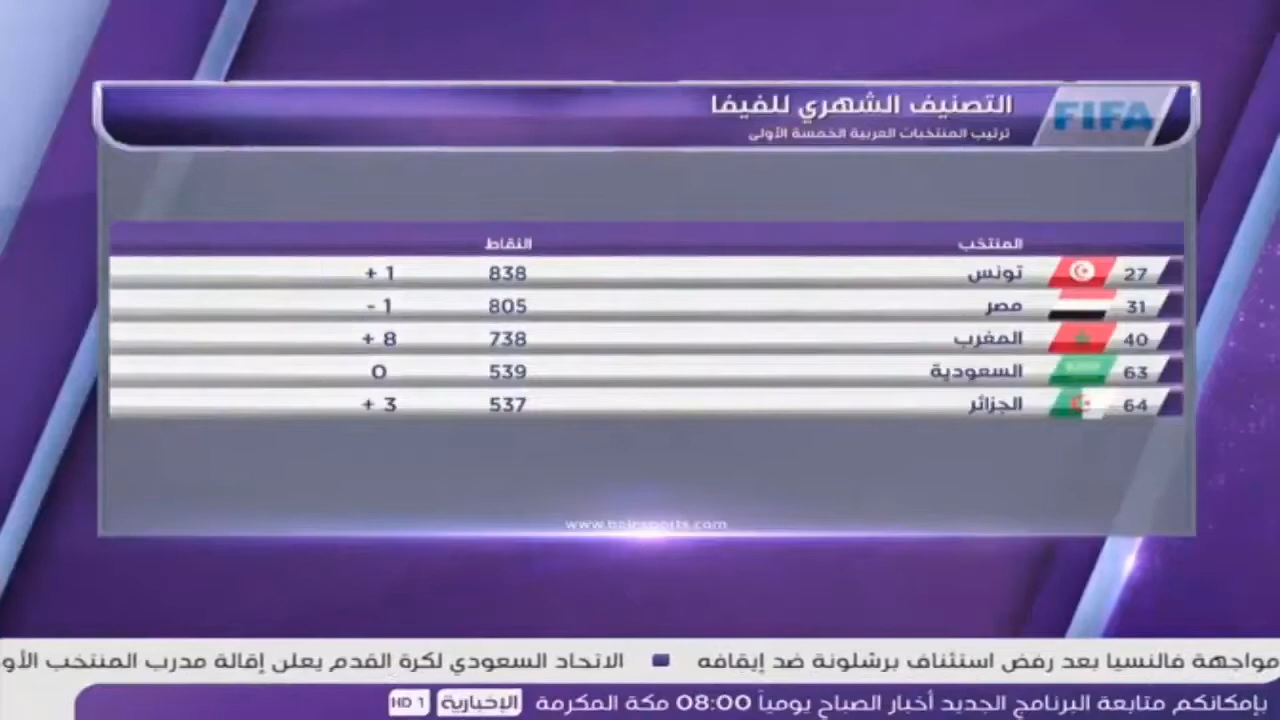 FIFA التصنيف الشهري للفيفا
ترتيب المنتخبات العربية الخمسة الأولى
المنتخب النقاط
27 تونس 838 + 1
31 مصر 805 - 1
40 المغرب 738 + 8
63 السعودية 539 0
64 الجزائر 537 + 3
www.beinsports.com
مواجهة فالنسيا بعد رفض استئناف برشلونة ضد إيقافه ■ الاتحاد السعودي لكرة القدم يعلن إقالة مدرب المنتخب الأو
بإمكانكم متابعة البرنامج الجديد أخبار الصباح يومياً 08:00 مكة المكرمة الإخبارية HD 1